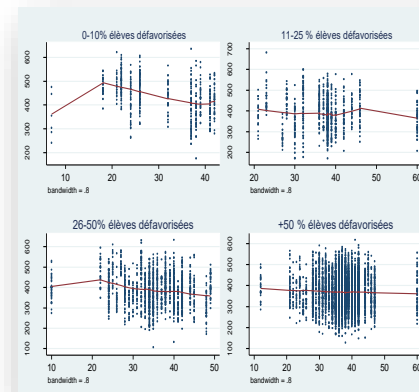 0-10% élèves défavorisées
600
500
400
300
200
10 20 30 40
bandwidth = .8
11-25 % élèves défavorisées
700
600
500
400
300
200
20 30 40 50 60
bandwidth = .8
26-50% élèves défavorisées
600
500
400
300
200
100
10 20 30 40 50
bandwidth = .8
+50 % élèves défavorisées
600
500
400
300
200
100
10 20 30 40 50 60
bandwidth = .8